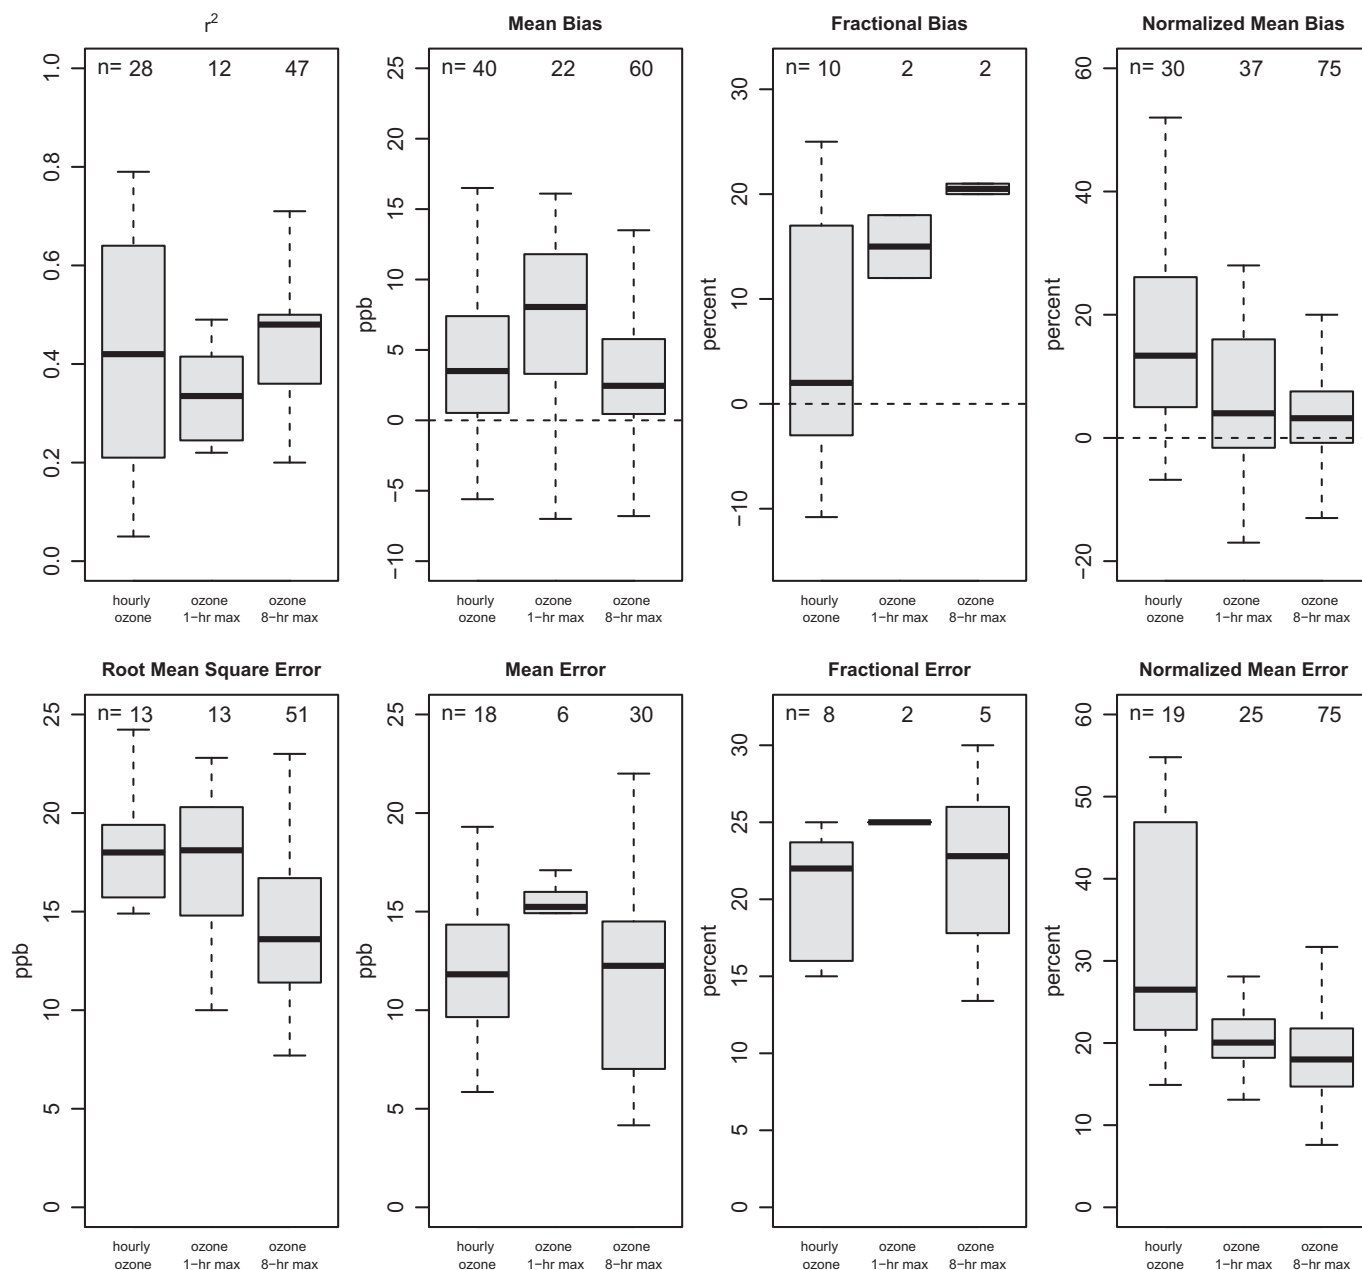 r²
n= 28 12 47
1.0
0.8
0.6
0.4
0.2
0.0
hourly ozone ozone
ozone 1−hr max 8−hr max
Mean Bias
n= 40 22 60
25
20
15
10
5
0
−5
−10
ppb
hourly ozone ozone
ozone 1−hr max 8−hr max
Fractional Bias
n= 10 2 2
30
20
10
0
−10
percent
hourly ozone ozone
ozone 1−hr max 8−hr max
Normalized Mean Bias
n= 30 37 75
60
40
20
0
−20
percent
hourly ozone ozone
ozone 1−hr max 8−hr max
Root Mean Square Error
n= 13 13 51
25
20
15
10
5
0
ppb
hourly ozone ozone
ozone 1−hr max 8−hr max
Mean Error
n= 18 6 30
25
20
15
10
5
0
ppb
hourly ozone ozone
ozone 1−hr max 8−hr max
Fractional Error
n= 8 2 5
30
25
20
15
10
5
0
percent
hourly ozone ozone
ozone 1−hr max 8−hr max
Normalized Mean Error
n= 19 25 75
60
50
40
30
20
10
0
percent
hourly ozone ozone
ozone 1−hr max 8−hr max